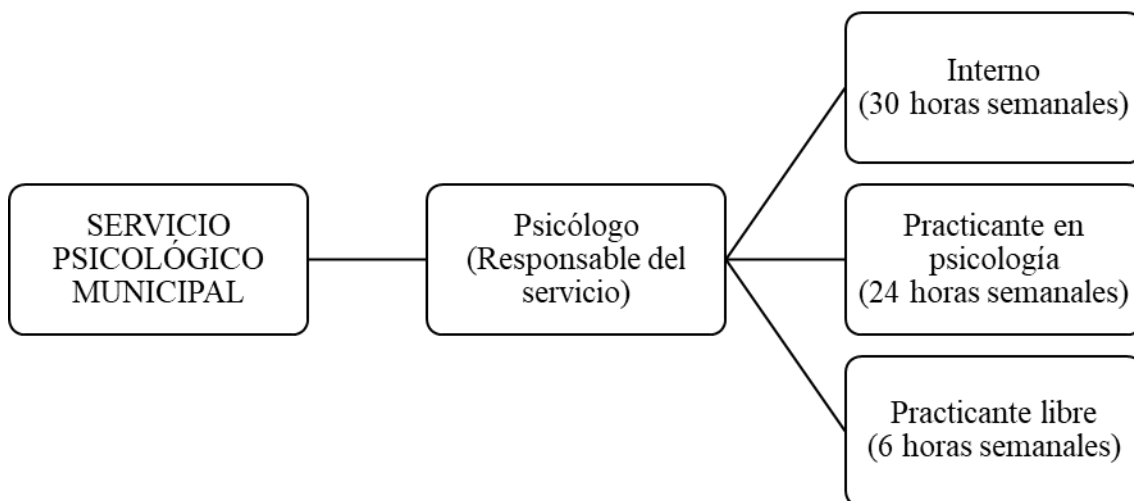 SERVICIO
PSICOLÓGICO
MUNICIPAL
Psicólogo
(Responsable del
servicio)
Interno
(30 horas semanales)
Practicante en
psicología
(24 horas semanales)
Practicante libre
(6 horas semanales)